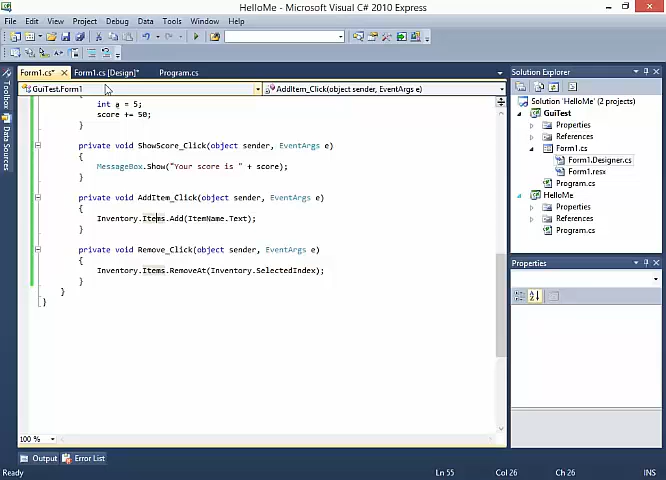 HelloMe - Microsoft Visual C# 2010 Express
File Edit View Project Debug Data Tools Window Help
Form1.cs* Form1.cs [Design]* Program.cs
GuiTest.Form1 AddItem_Click(object sender, EventArgs e)
Toolbox
Data Sources
int a = 5;
score += 50;
}
private void ShowScore_Click(object sender, EventArgs e)
{
MessageBox.Show("Your score is " + score);
}
private void AddItem_Click(object sender, EventArgs e)
{
Inventory.Items.Add(ItemName.Text);
}
private void Remove_Click(object sender, EventArgs e)
{
Inventory.Items.RemoveAt(Inventory.SelectedIndex);
}
}
}
100 %
Solution Explorer
Solution 'HelloMe' (2 projects)
GuiTest
Properties
References
Form1.cs
Form1.Designer.cs
Form1.resx
Program.cs
HelloMe
Properties
References
Program.cs
Properties
Output Error List
Ready Ln 55 Col 26 Ch 26 INS